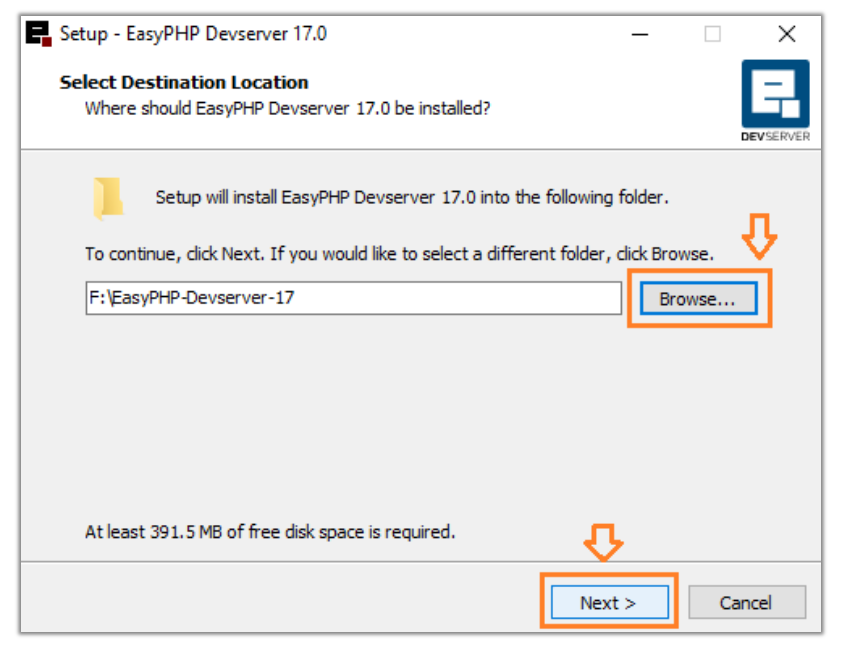 Setup - EasyPHP Devserver 17.0
Select Destination Location
Where should EasyPHP Devserver 17.0 be installed?
DEVSERVER
Setup will install EasyPHP Devserver 17.0 into the following folder.
To continue, click Next. If you would like to select a different folder, click Browse.
F:\EasyPHP-Devserver-17
Browse...
At least 391.5 MB of free disk space is required.
Next >
Cancel